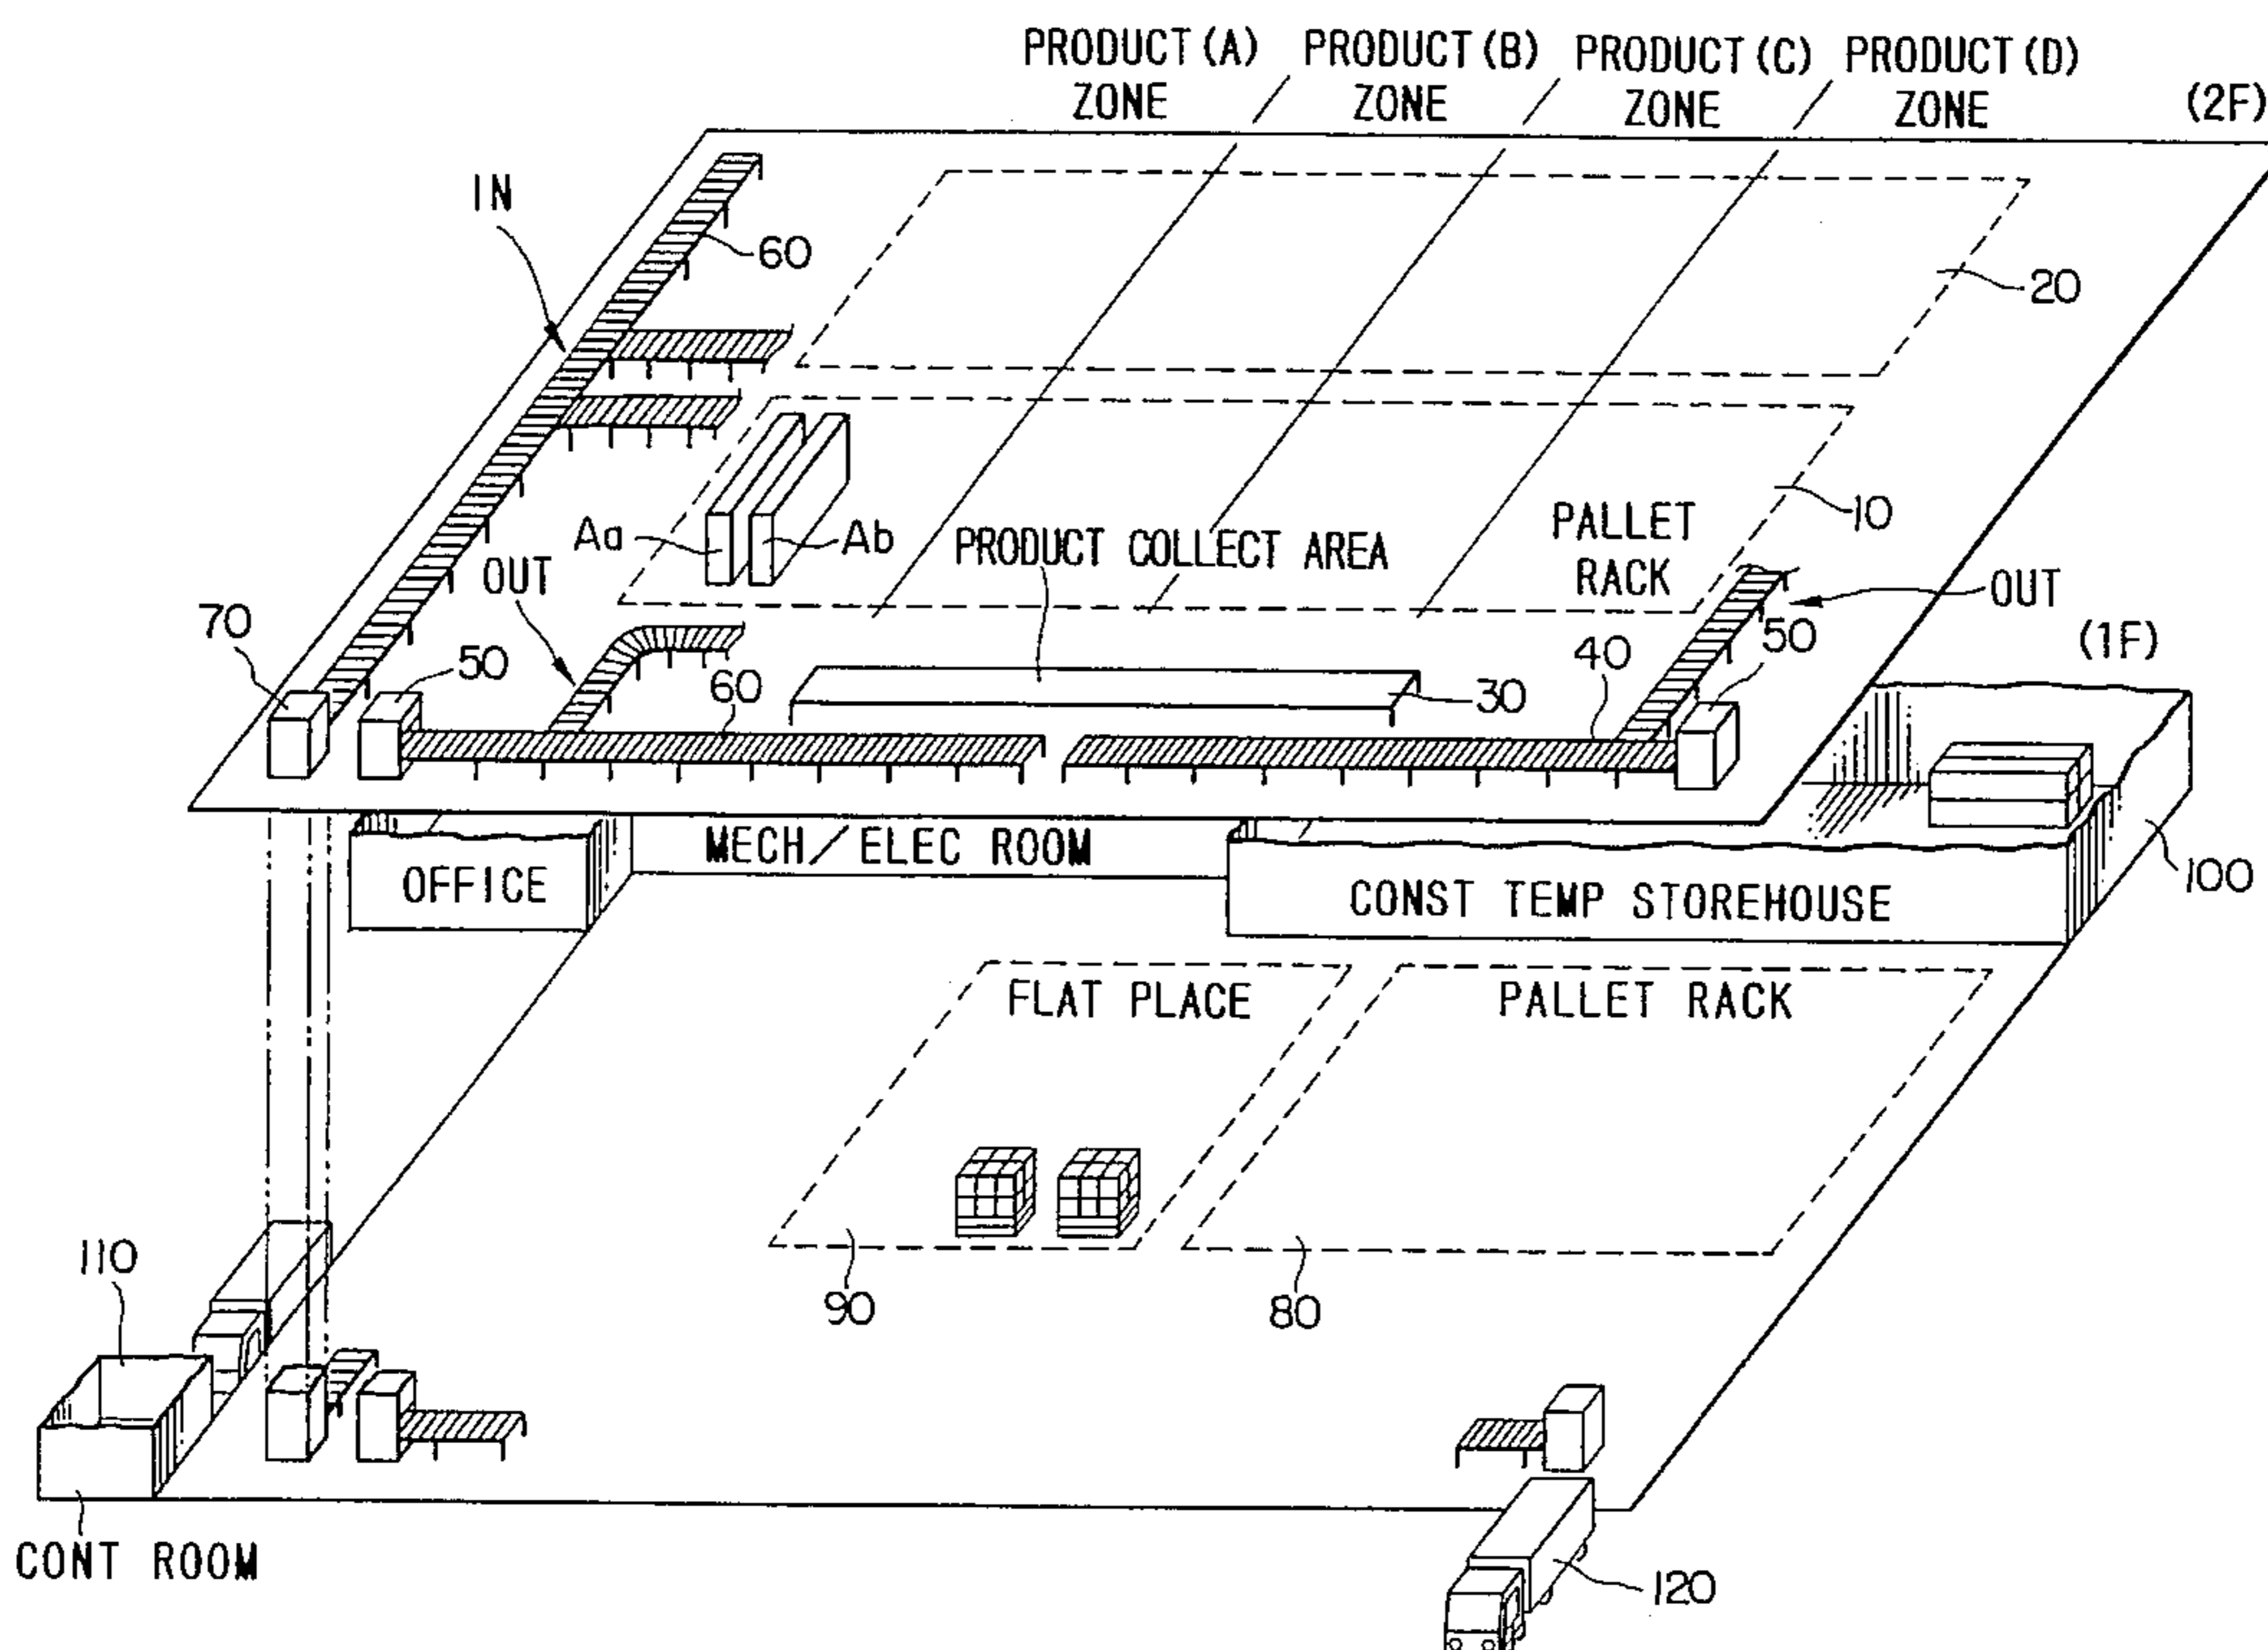 PRODUCT(A) ZONE
PRODUCT(B) ZONE
PRODUCT(C) ZONE
PRODUCT(D) ZONE
(2F)
IN
60
20
10
Aa
Ab
PRODUCT COLLECT AREA
PALLET RACK
OUT
OUT
70
50
60
30
40
50
(1F)
OFFICE
MECH/ELEC ROOM
CONST TEMP STOREHOUSE
100
FLAT PLACE
PALLET RACK
90
80
110
CONT ROOM
120